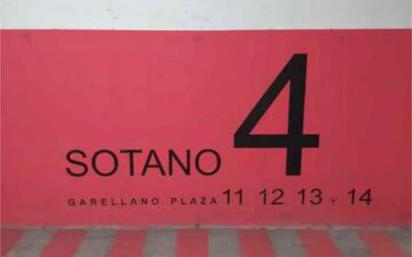 SOTANO 4
GARELLANO PLAZA 11 12 13 Y 14